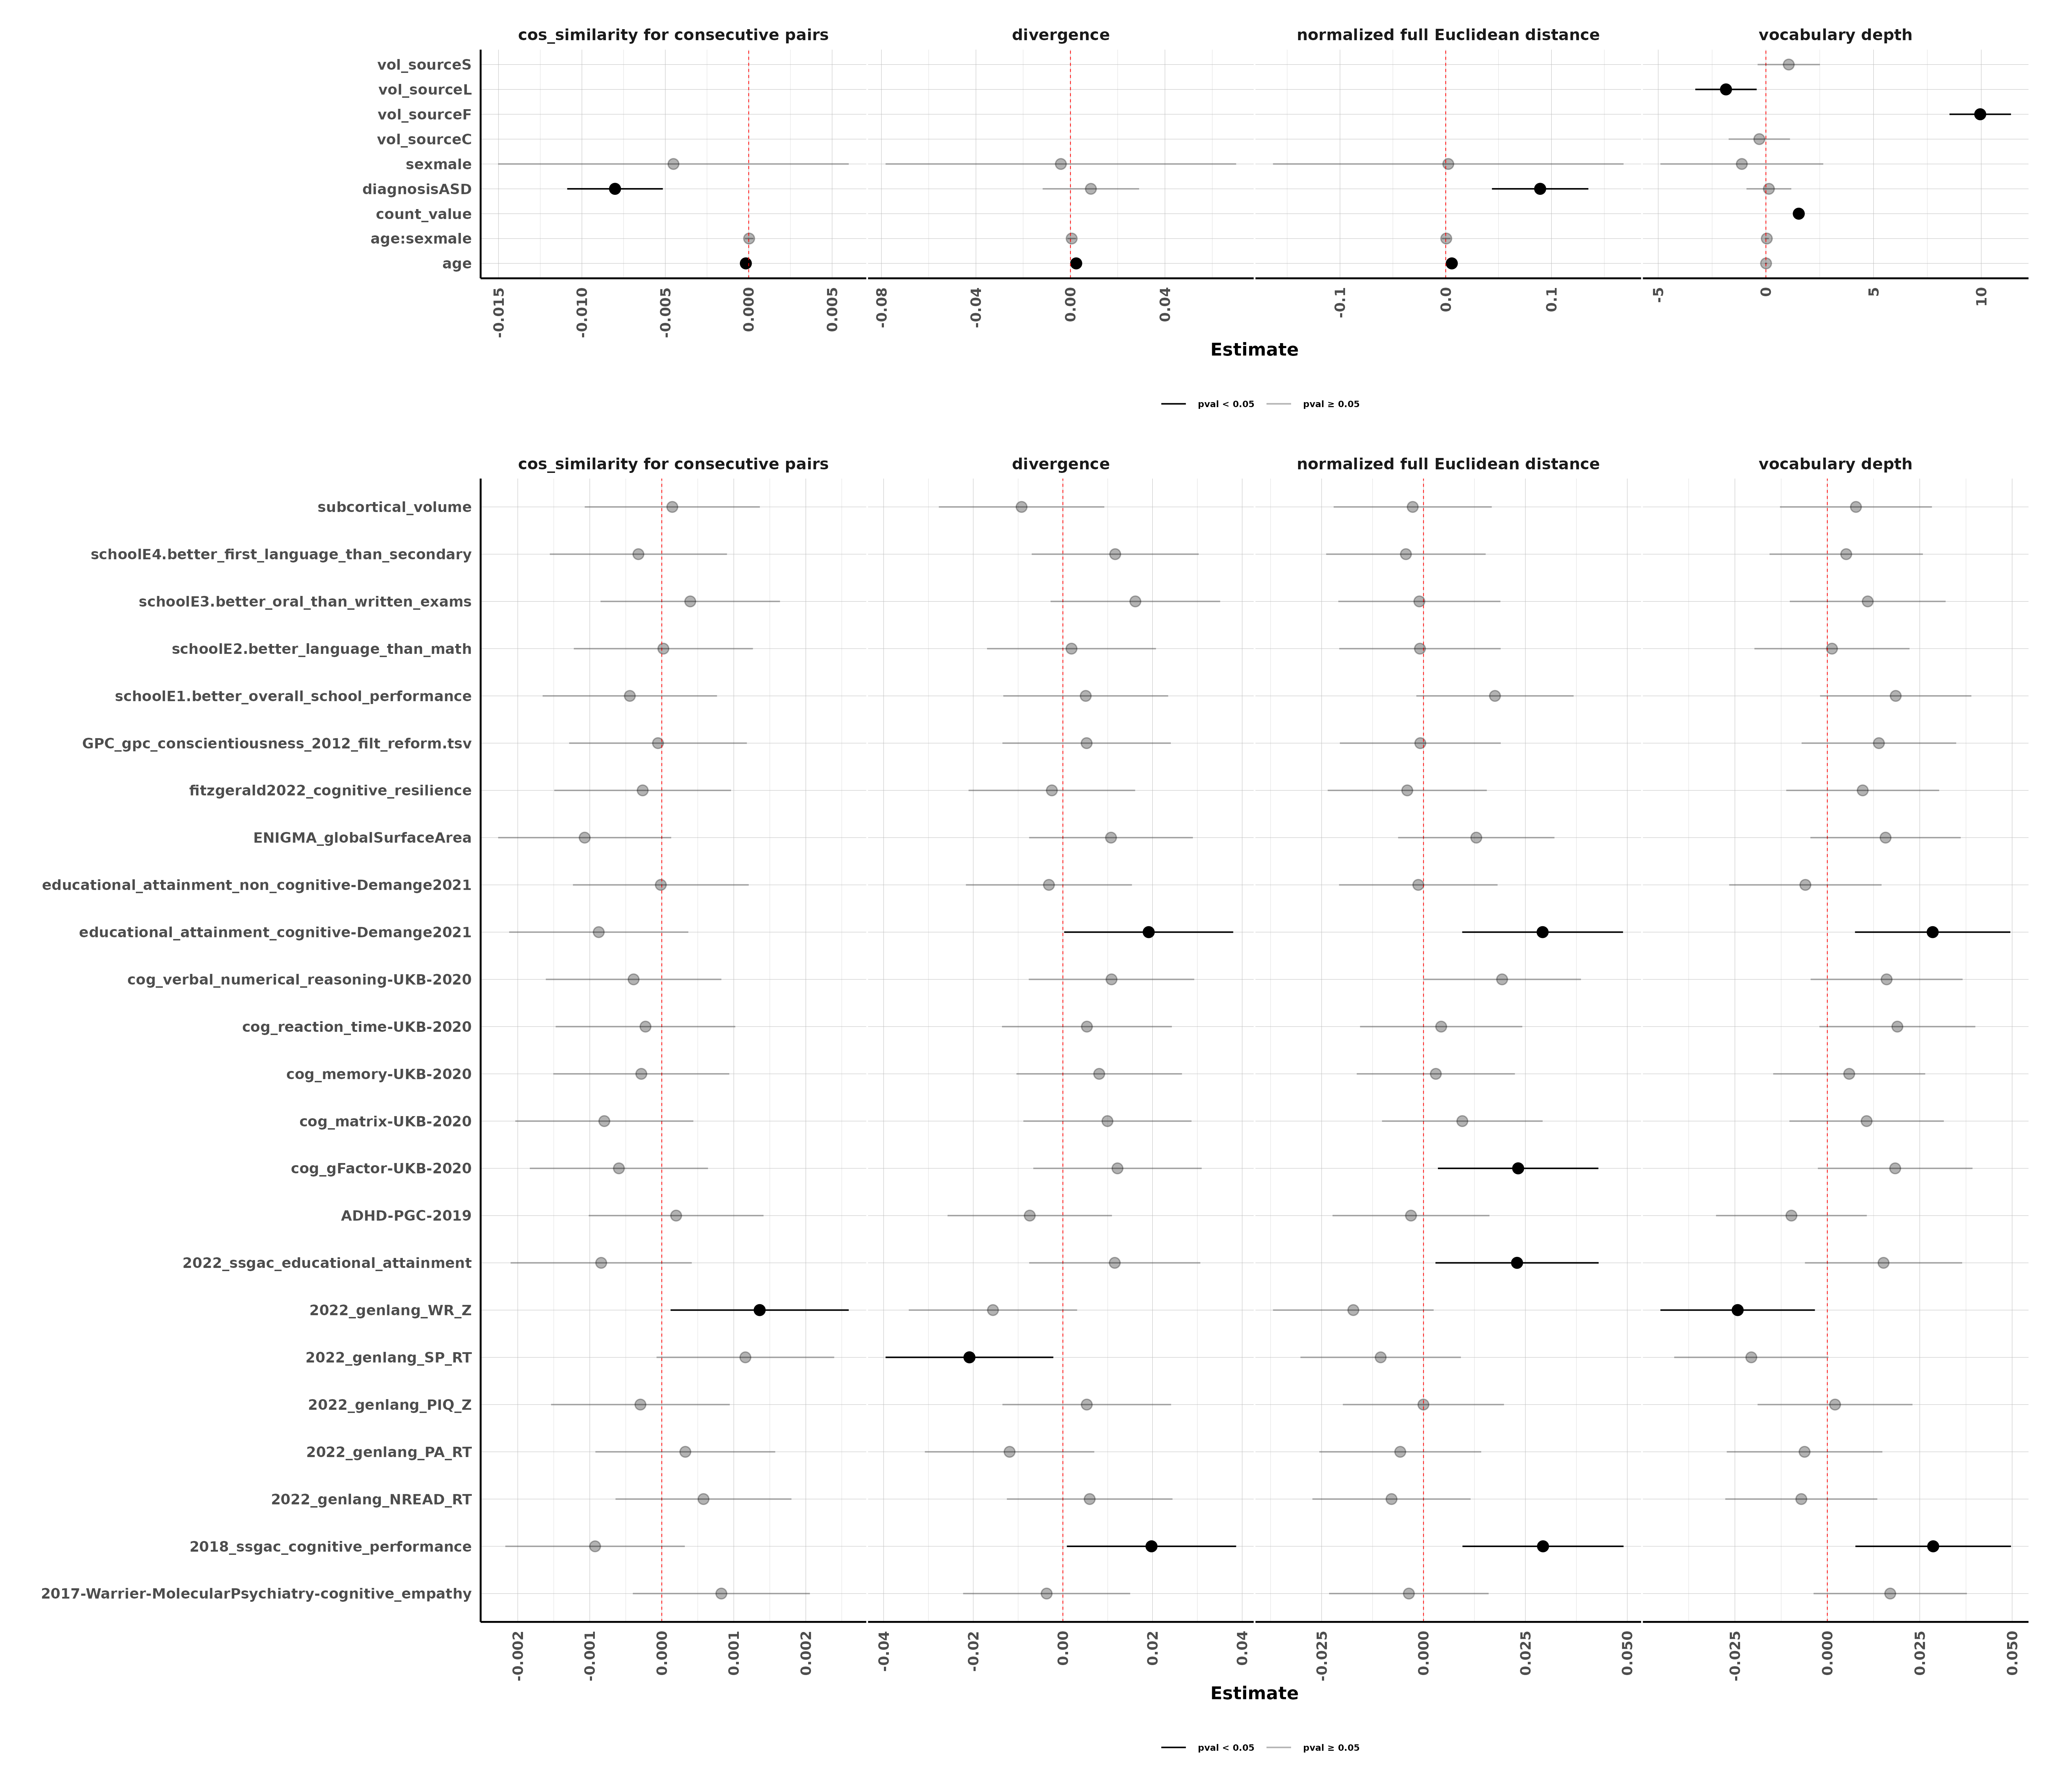 cos_similarity for consecutive pairs divergence normalized full Euclidean distance vocabulary depth
vol_sourceS
vol_sourceL
vol_sourceF
vol_sourceC
sexmale
diagnosisASD
count_value
age:sexmale
age
-0.015 -0.010 -0.005 0.000 0.005 -0.08 -0.04 0.00 0.04 -0.1 0.0 0.1 -5 0 5 10
Estimate
pval < 0.05 pval ≥ 0.05
cos_similarity for consecutive pairs divergence normalized full Euclidean distance vocabulary depth
subcortical_volume
schoolE4.better_first_language_than_secondary
schoolE3.better_oral_than_written_exams
schoolE2.better_language_than_math
schoolE1.better_overall_school_performance
GPC_gpc_conscientiousness_2012_filt_reform.tsv
fitzgerald2022_cognitive_resilience
ENIGMA_globalSurfaceArea
educational_attainment_non_cognitive-Demange2021
educational_attainment_cognitive-Demange2021
cog_verbal_numerical_reasoning-UKB-2020
cog_reaction_time-UKB-2020
cog_memory-UKB-2020
cog_matrix-UKB-2020
cog_gFactor-UKB-2020
ADHD-PGC-2019
2022_ssgac_educational_attainment
2022_genlang_WR_Z
2022_genlang_SP_RT
2022_genlang_PIQ_Z
2022_genlang_PA_RT
2022_genlang_NREAD_RT
2018_ssgac_cognitive_performance
2017-Warrier-MolecularPsychiatry-cognitive_empathy
-0.002 -0.001 0.000 0.001 0.002 -0.04 -0.02 0.00 0.02 0.04 -0.025 0.000 0.025 0.050 -0.025 0.000 0.025 0.050
Estimate
pval < 0.05 pval ≥ 0.05